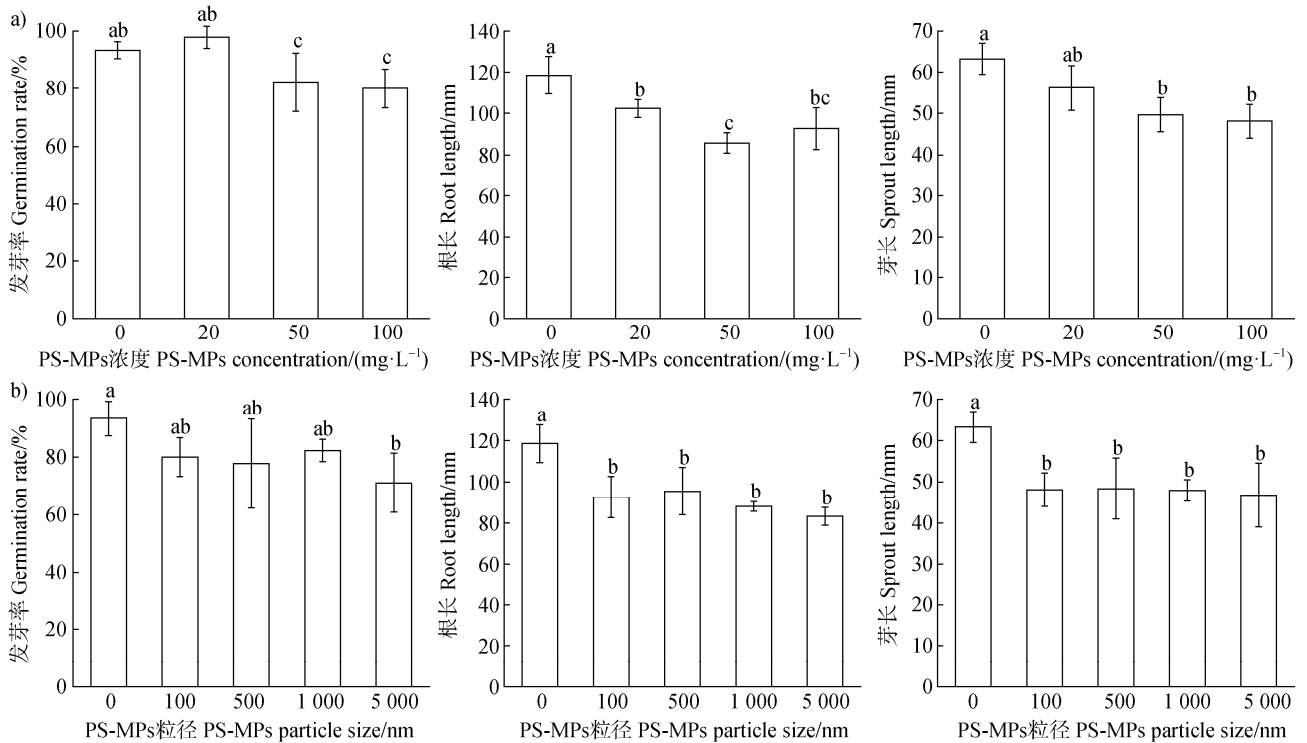 a)
发芽率 Germination rate/%
100
80
60
40
20
0
ab
ab
c
c
0 20 50 100
PS-MPs浓度 PS-MPs concentration/(mg·L⁻¹)
根长 Root length/mm
140
120
100
80
60
40
20
0
a
b
c
bc
0 20 50 100
PS-MPs浓度 PS-MPs concentration/(mg·L⁻¹)
芽长 Sprout length/mm
70
60
50
40
30
20
10
0
a
ab
b
b
0 20 50 100
PS-MPs浓度 PS-MPs concentration/(mg·L⁻¹)
b)
发芽率 Germination rate/%
100
80
60
40
20
0
a
ab
ab
ab
b
0 100 500 1 000 5 000
PS-MPs粒径 PS-MPs particle size/nm
根长 Root length/mm
140
120
100
80
60
40
20
0
a
b
b
b
b
0 100 500 1 000 5 000
PS-MPs粒径 PS-MPs particle size/nm
芽长 Sprout length/mm
70
60
50
40
30
20
10
0
a
b
b
b
b
0 100 500 1 000 5 000
PS-MPs粒径 PS-MPs particle size/nm